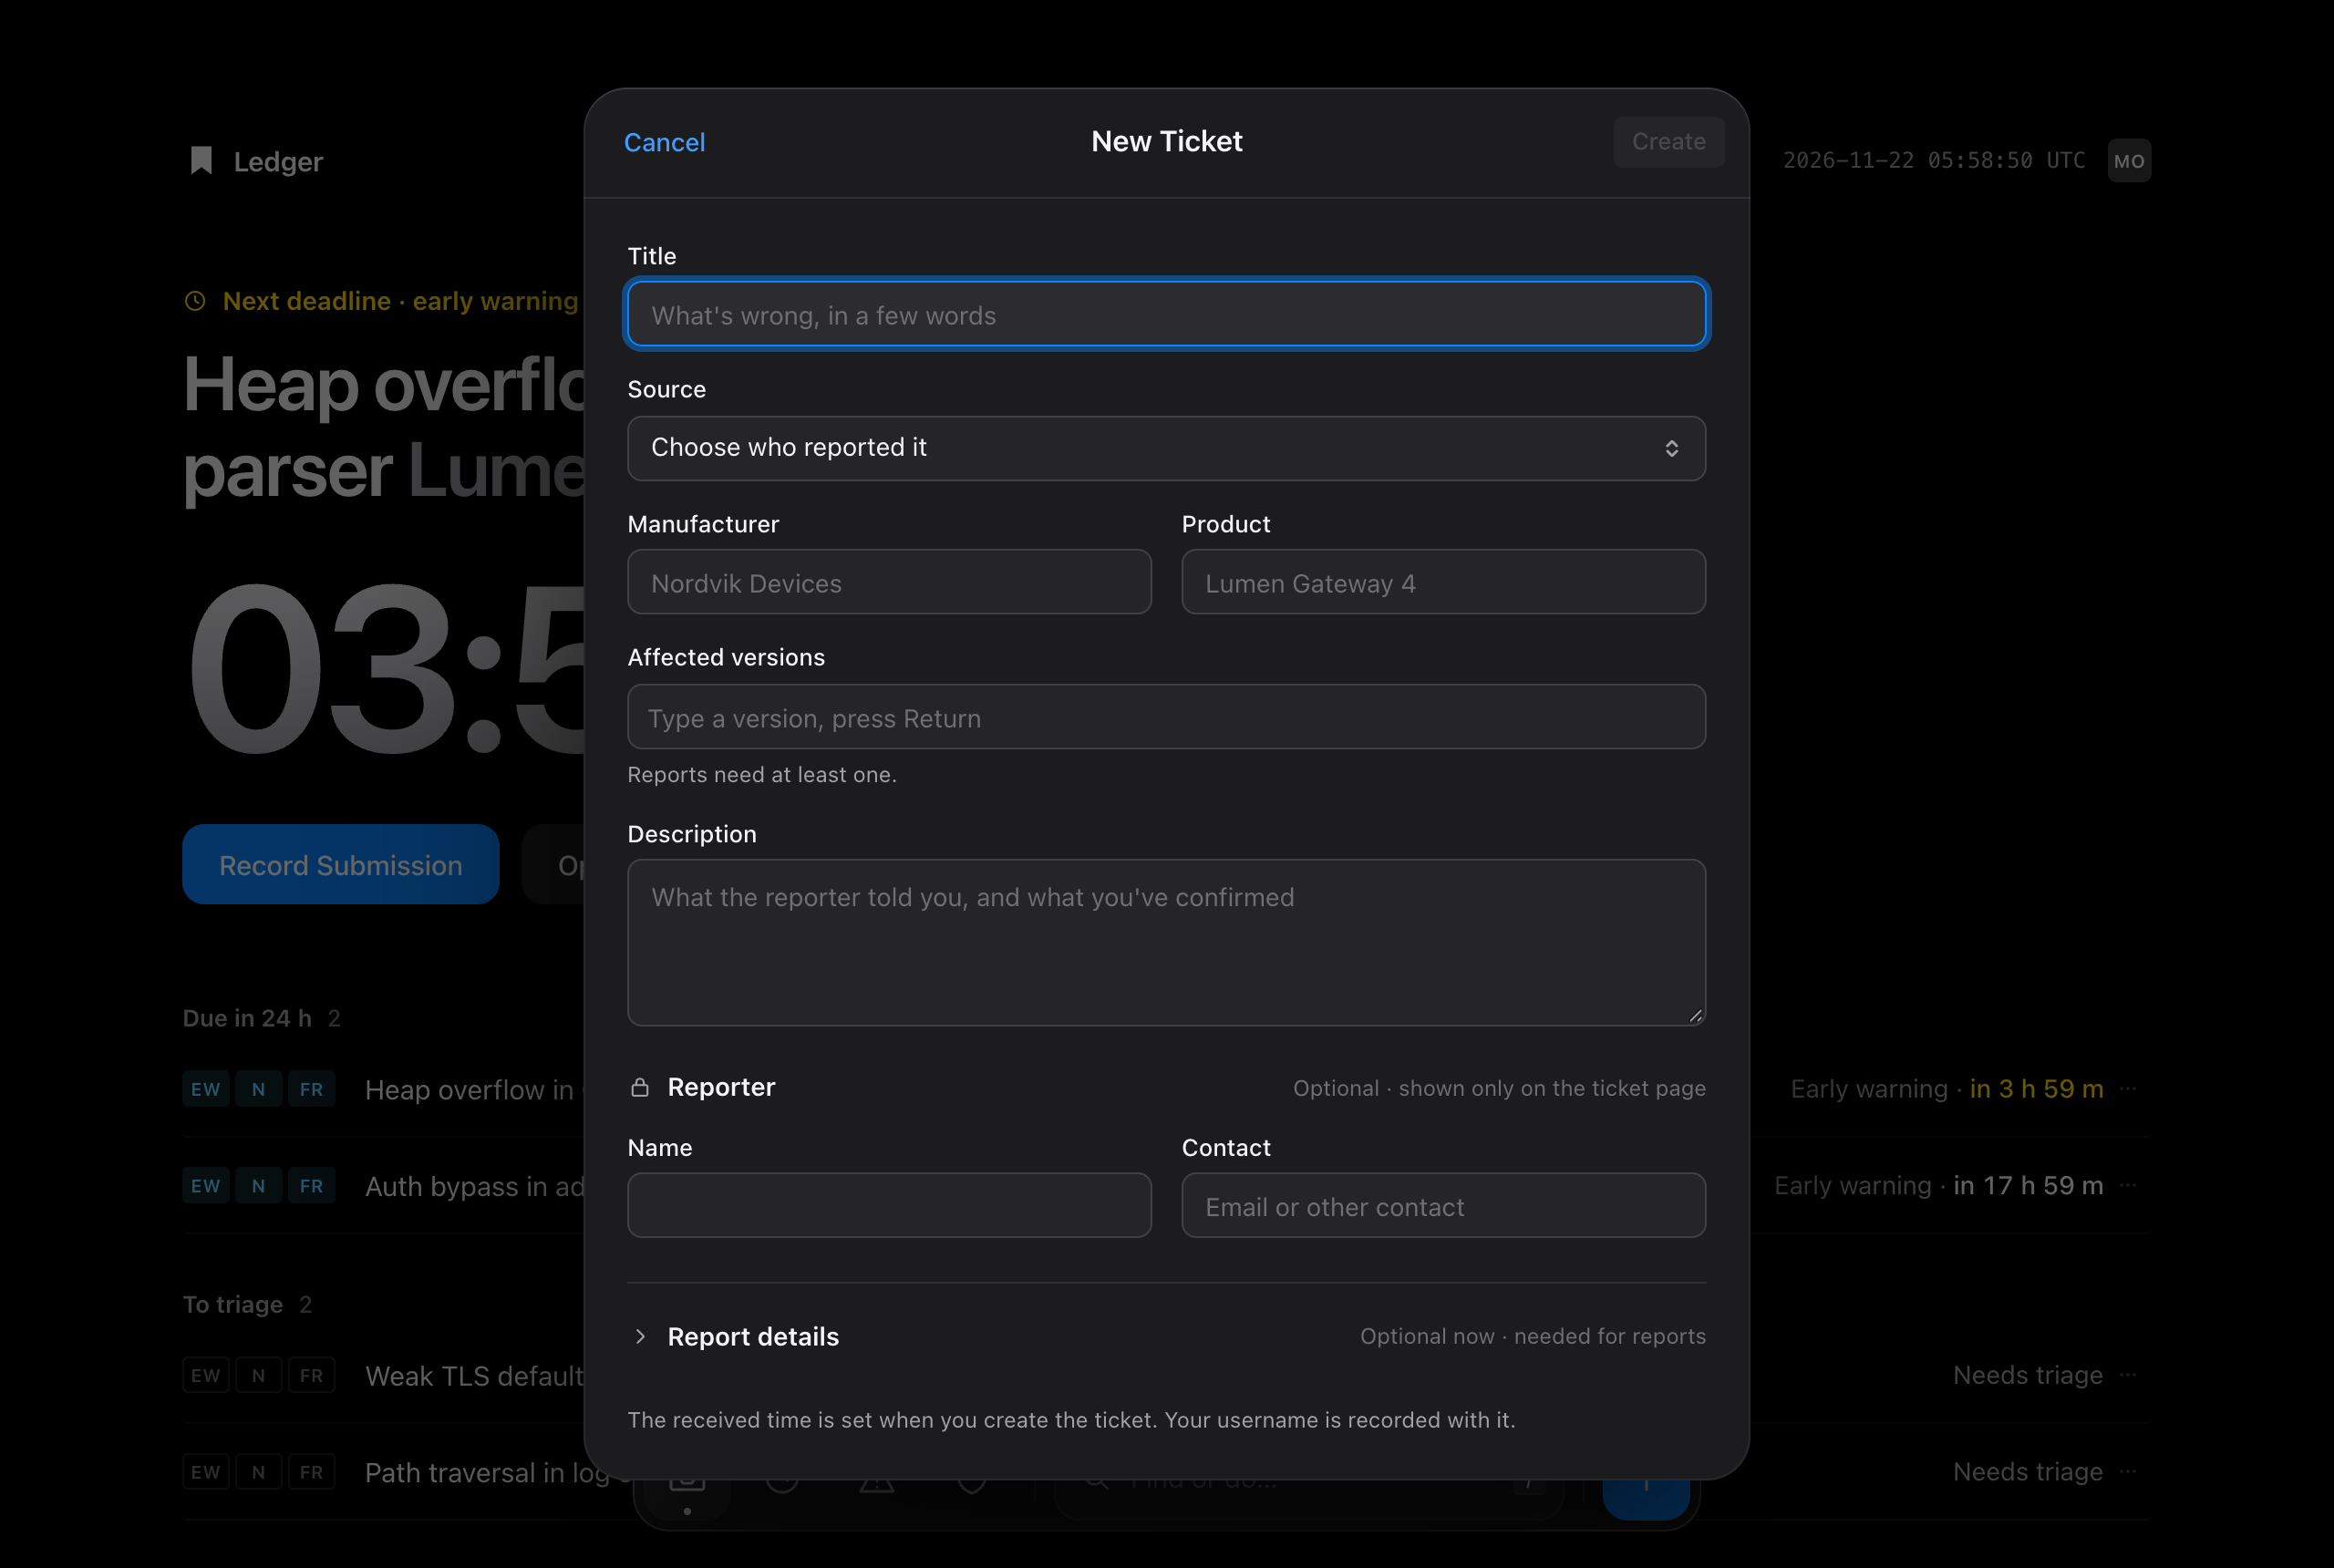 Ledger
2026-11-22 05:58:50 UTC
MO
Next deadline · early warning
Heap overflo
parser Lume
03:5
Record Submission
Due in 24 h 2
EW N FR Heap overflow in
Early warning · in 3 h 59 m
EW N FR Auth bypass in ad
Early warning · in 17 h 59 m
To triage 2
EW N FR Weak TLS default
Needs triage
EW N FR Path traversal in log
Needs triage
Cancel
New Ticket
Create
Title
What's wrong, in a few words
Source
Choose who reported it
Manufacturer
Product
Nordvik Devices
Lumen Gateway 4
Affected versions
Type a version, press Return
Reports need at least one.
Description
What the reporter told you, and what you've confirmed
Reporter
Optional · shown only on the ticket page
Name
Contact
Email or other contact
Report details
Optional now · needed for reports
The received time is set when you create the ticket. Your username is recorded with it.
Find or do...